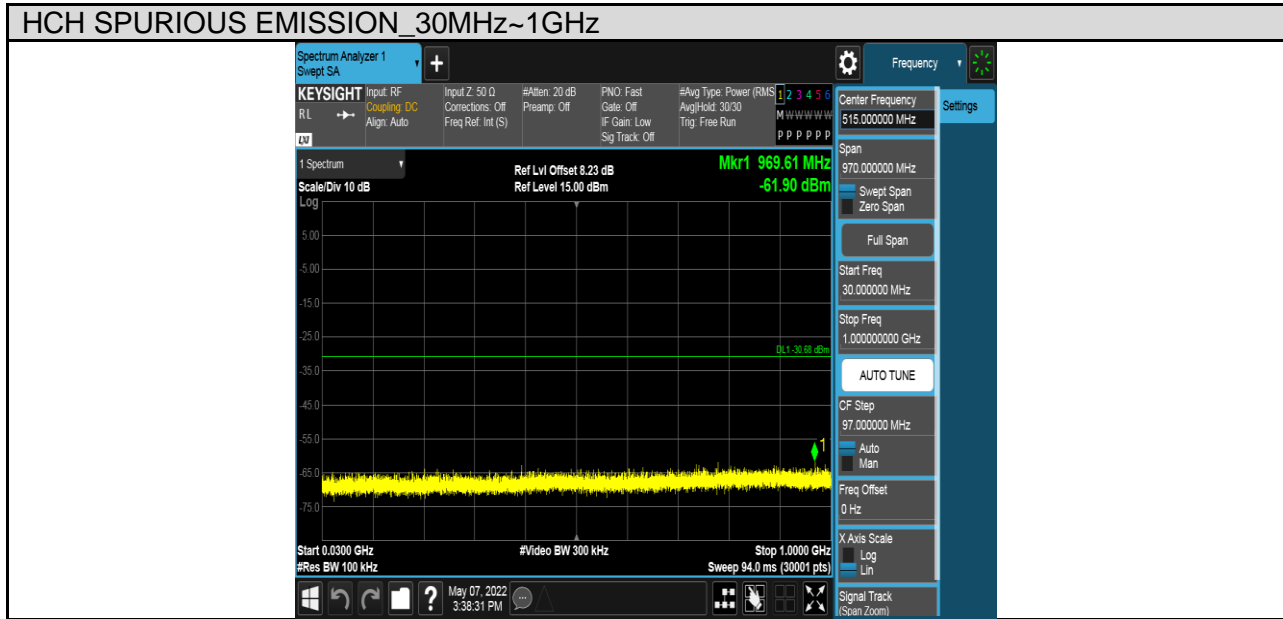 HCH SPURIOUS EMISSION_30MHz~1GHz
Spectrum Analyzer 1
Swept SA
+
Frequency
KEYSIGHT
RL
LXI
Input: RF
Coupling: DC
Align: Auto
Input Z: 50 Ω
Corrections: Off
Freq Ref: Int (S)
#Atten: 20 dB
Preamp: Off
PNO: Fast
Gate: Off
IF Gain: Low
Sig Track: Off
#Avg Type: Power (RMS
Avg|Hold: 30/30
Trig: Free Run
1 2 3 4 5 6
M W W W W W
P P P P P P
1 Spectrum
Scale/Div 10 dB
Ref Lvl Offset 8.23 dB
Ref Level 15.00 dBm
Mkr1 969.61 MHz
-61.90 dBm
Log
5.00
-5.00
-15.0
-25.0
DL1 -30.68 dBm
-35.0
-45.0
-55.0
1
-65.0
-75.0
Start 0.0300 GHz
#Res BW 100 kHz
#Video BW 300 kHz
Stop 1.0000 GHz
Sweep 94.0 ms (30001 pts)
?
May 07, 2022
3:38:31 PM
Center Frequency
515.000000 MHz
Settings
Span
970.000000 MHz
Swept Span
Zero Span
Full Span
Start Freq
30.000000 MHz
Stop Freq
1.000000000 GHz
AUTO TUNE
CF Step
97.000000 MHz
Auto
Man
Freq Offset
0 Hz
X Axis Scale
Log
Lin
Signal Track
(Span Zoom)